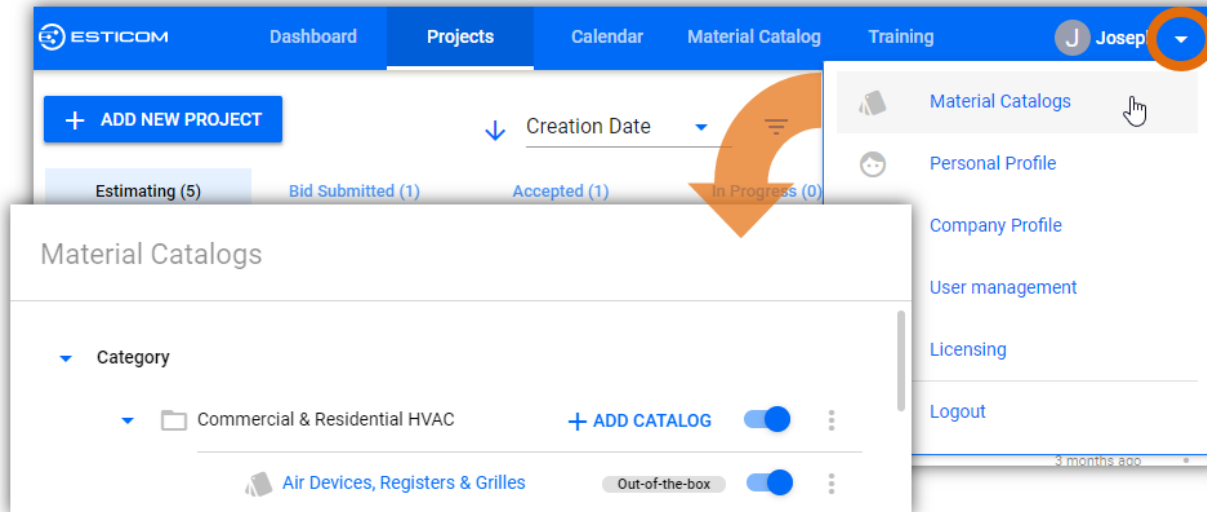 ESTICOM Dashboard Projects Calendar Material Catalog Training J Joseph
+ ADD NEW PROJECT
Creation Date
Estimating (5) Bid Submitted (1) Accepted (1) In Progress (0)
Material Catalogs
Personal Profile
Company Profile
User management
Licensing
Logout
3 months ago
Material Catalogs
Category
Commercial & Residential HVAC + ADD CATALOG
Air Devices, Registers & Grilles Out-of-the-box